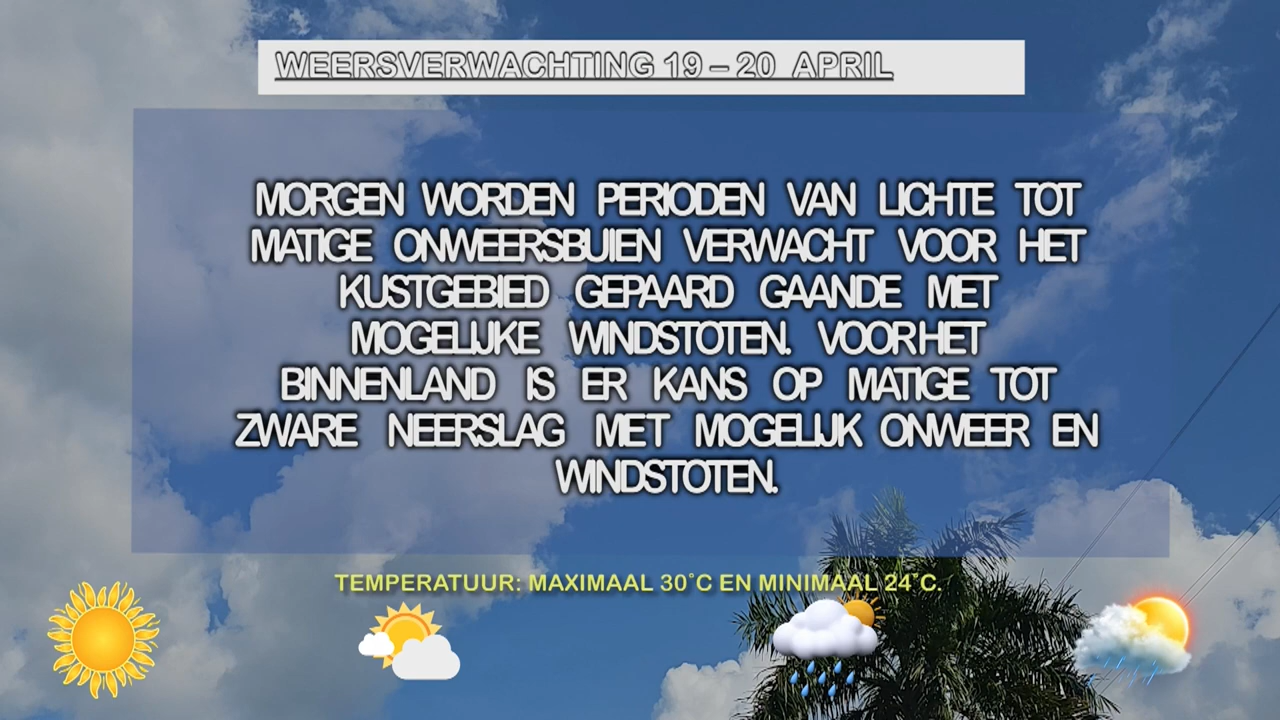 WEERSVERWACHTING 19 – 20 APRIL
MORGEN WORDEN PERIODEN VAN LICHTE TOT
MATIGE ONWEERSBUIEN VERWACHT VOOR HET
KUSTGEBIED GEPAARD GAANDE MET
MOGELIJKE WINDSTOTEN. VOOR HET
BINNENLAND IS ER KANS OP MATIGE TOT
ZWARE NEERSLAG MET MOGELIJK ONWEER EN
WINDSTOTEN.
TEMPERATUUR: MAXIMAAL 30°C EN MINIMAAL 24°C.